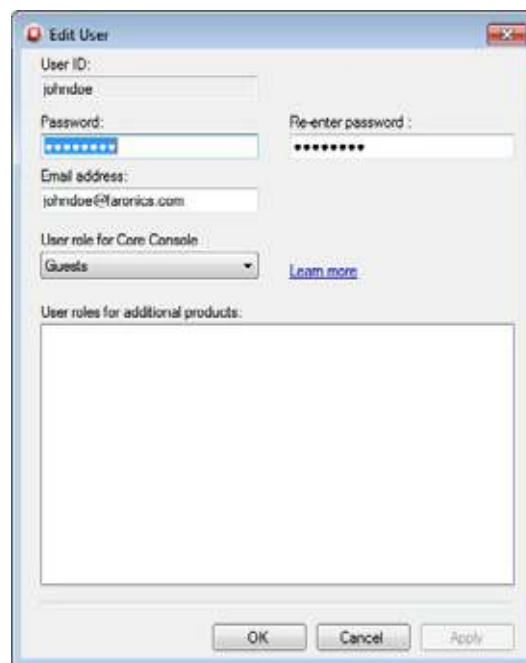 Edit User
User ID:
johndoe
Password: Re-enter password :
•••••••• ••••••••
Email address:
johndoe@faronics.com
User role for Core Console
Guests Learn more
User roles for additional products:
OK Cancel Apply